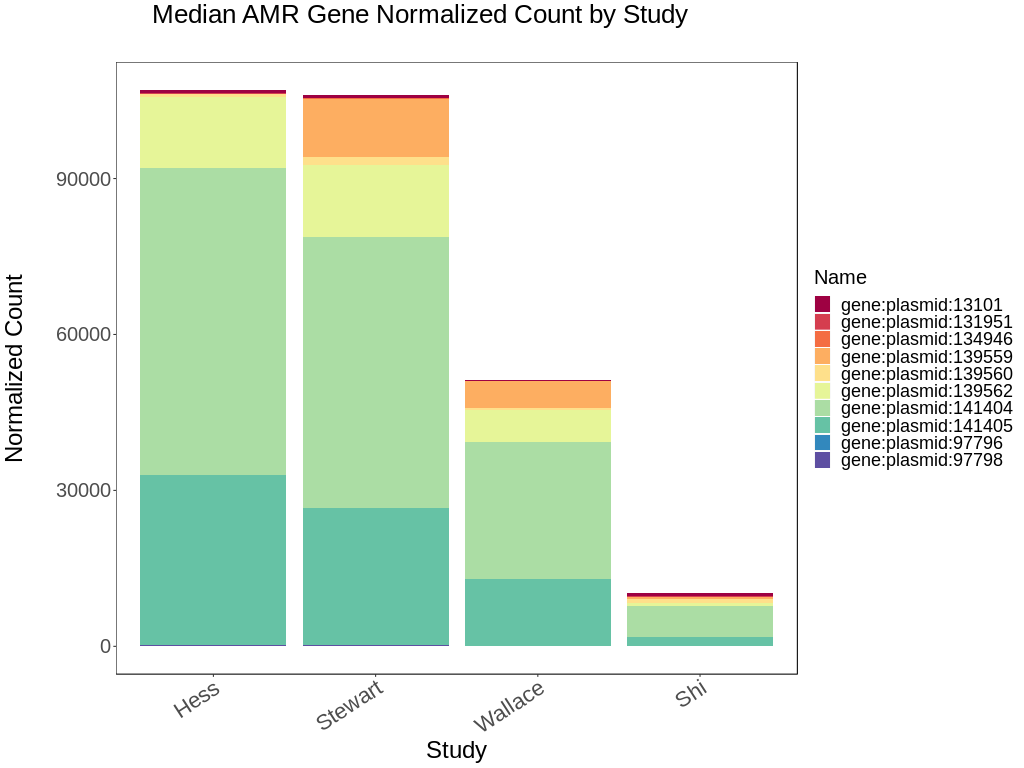 Median AMR Gene Normalized Count by Study
Normalized Count
90000
60000
30000
0
Hess
Stewart
Wallace
Shi
Study
Name
gene:plasmid:13101
gene:plasmid:131951
gene:plasmid:134946
gene:plasmid:139559
gene:plasmid:139560
gene:plasmid:139562
gene:plasmid:141404
gene:plasmid:141405
gene:plasmid:97796
gene:plasmid:97798